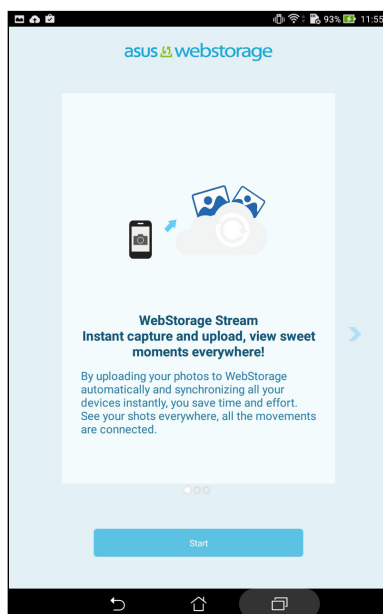 93% 11:55
asus webstorage
WebStorage Stream
Instant capture and upload, view sweet
moments everywhere!
By uploading your photos to WebStorage
automatically and synchronizing all your
devices instantly, you save time and effort.
See your shots everywhere, all the movements
are connected.
Start